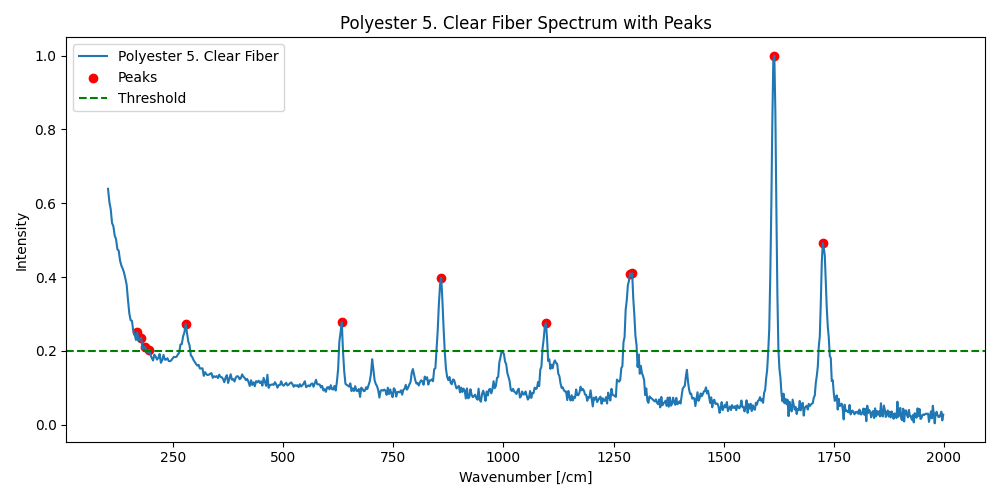 Polyester 5. Clear Fiber Spectrum with Peaks
Polyester 5. Clear Fiber
Peaks
Threshold
Intensity
1.0
0.8
0.6
0.4
0.2
0.0
250 500 750 1000 1250 1500 1750 2000
Wavenumber [/cm]